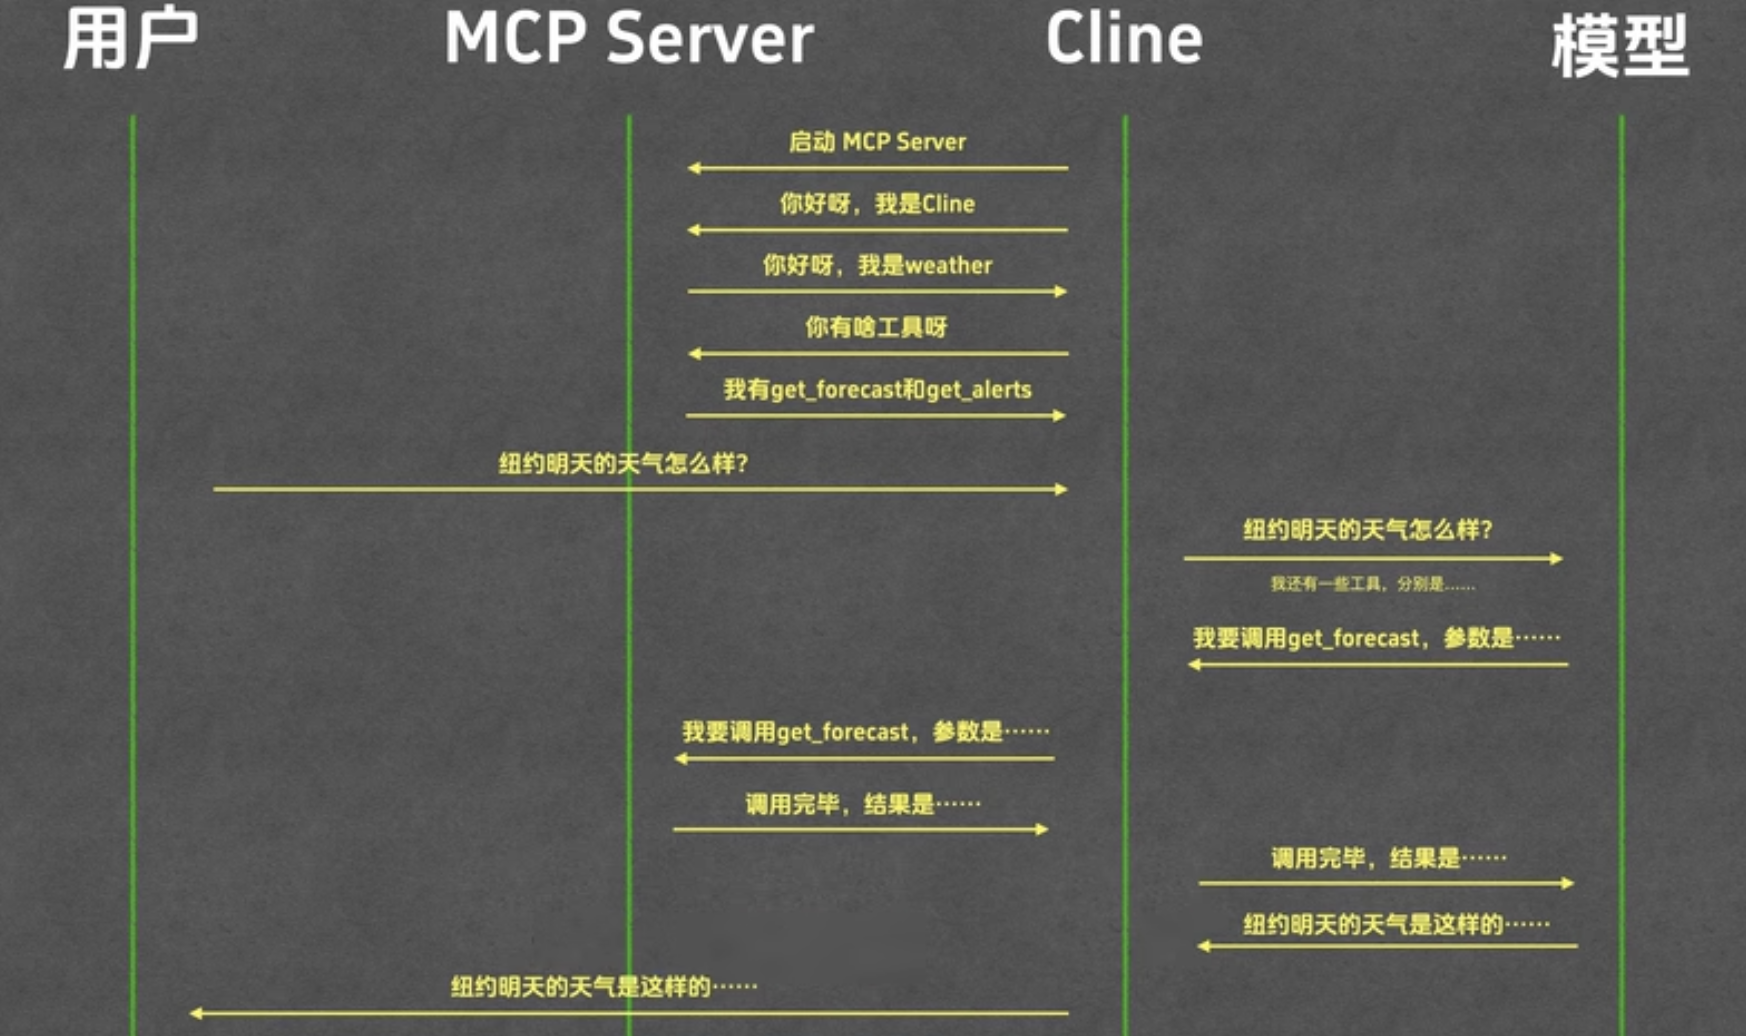 用户
MCP Server
Cline
模型
启动 MCP Server
你好呀，我是Cline
你好呀，我是weather
你有啥工具呀
我有get_forecast和get_alerts
纽约明天的天气怎么样？
纽约明天的天气怎么样？
我还有一些工具，分别是……
我要调用get_forecast，参数是……
我要调用get_forecast，参数是……
调用完毕，结果是……
调用完毕，结果是……
纽约明天的天气是这样的……
纽约明天的天气是这样的……